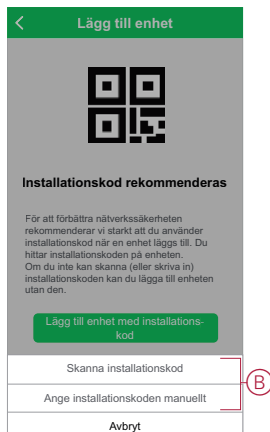 Lägg till enhet
Installationskod rekommenderas
För att förbättra nätverkssäkerheten
rekommenderar vi starkt att du använder
installationskod när en enhet läggs till. Du
hittar installationskoden på enheten.
Om du inte kan skanna (eller skriva in)
installationskoden kan du lägga till enheten
utan den.
Lägg till enhet med installations-
kod
Skanna installationskod
Ange installationskoden manuellt
B
Avbryt